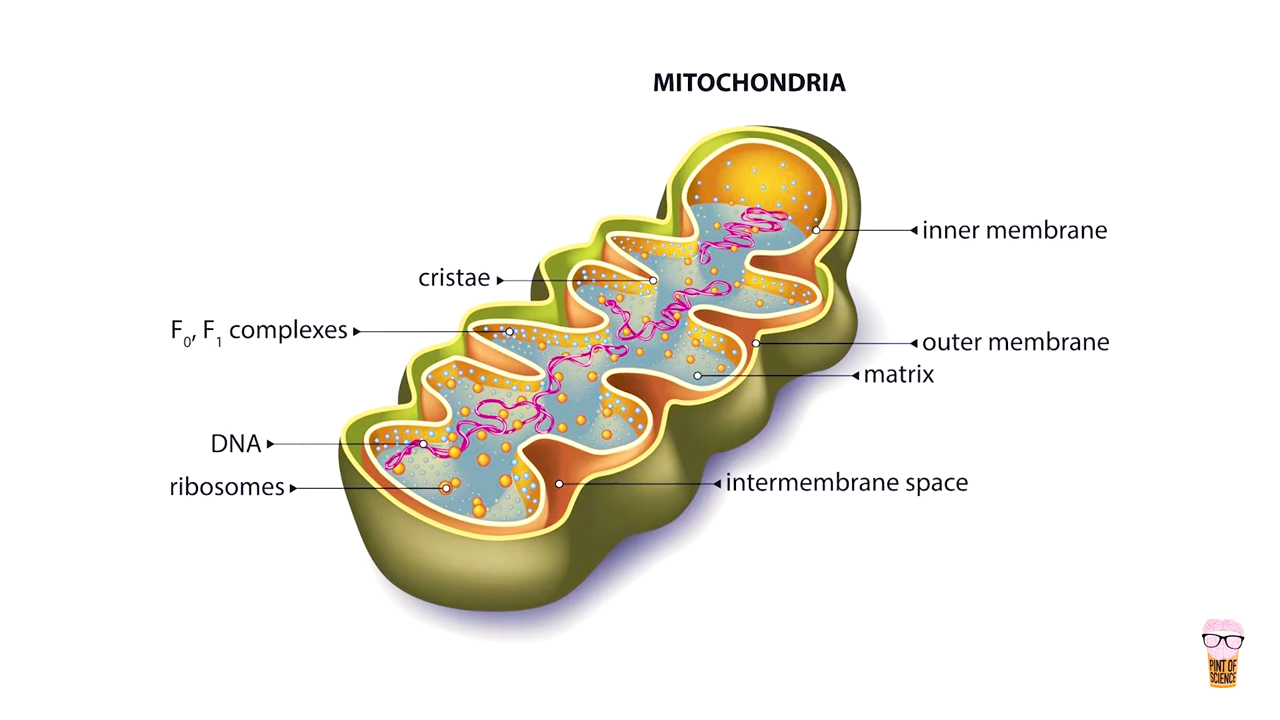 MITOCHONDRIA
inner membrane
cristae
F₀, F₁ complexes
outer membrane
matrix
DNA
intermembrane space
ribosomes
PINT OF
SCIENCE